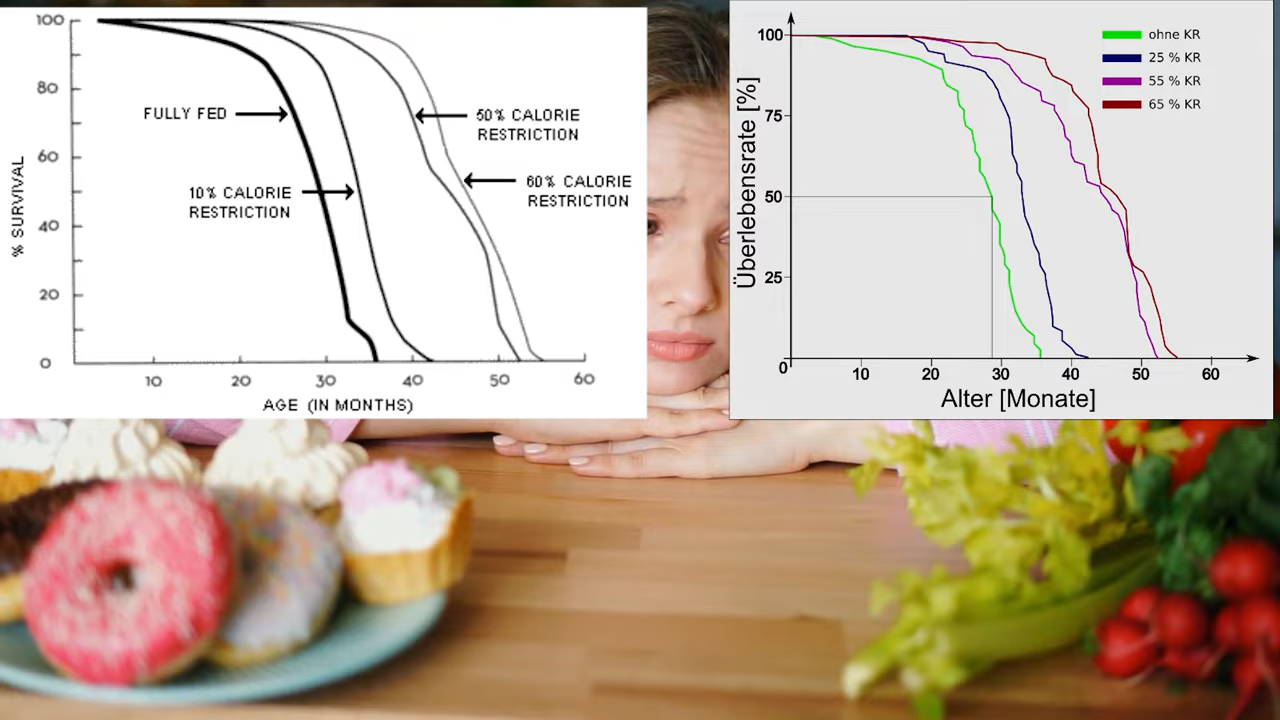 100
80
60
40
20
0
% SURVIVAL
FULLY FED
10% CALORIE
RESTRICTION
50% CALORIE
RESTRICTION
60% CALORIE
RESTRICTION
10 20 30 40 50 60
AGE (IN MONTHS)
100
75
50
25
0
Überlebensrate [%]
ohne KR
25 % KR
55 % KR
65 % KR
10 20 30 40 50 60
Alter [Monate]